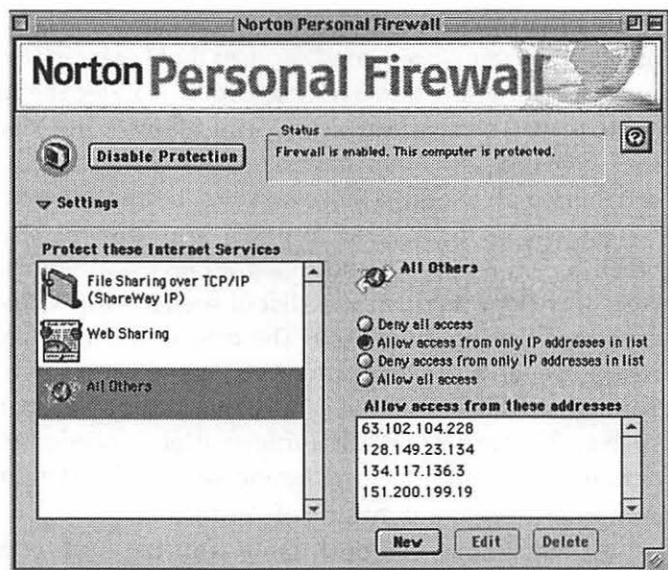 Norton Personal Firewall
Norton Personal Firewall
Disable Protection
Status
Firewall is enabled. This computer is protected.
Settings
Protect these Internet Services
File Sharing over TCP/IP
(ShareWay IP)
Web Sharing
All Others
All Others
Deny all access
Allow access from only IP addresses in list
Deny access from only IP addresses in list
Allow all access
Allow access from these addresses
63.102.104.228
128.149.23.134
134.117.136.3
151.200.199.19
New
Edit
Delete